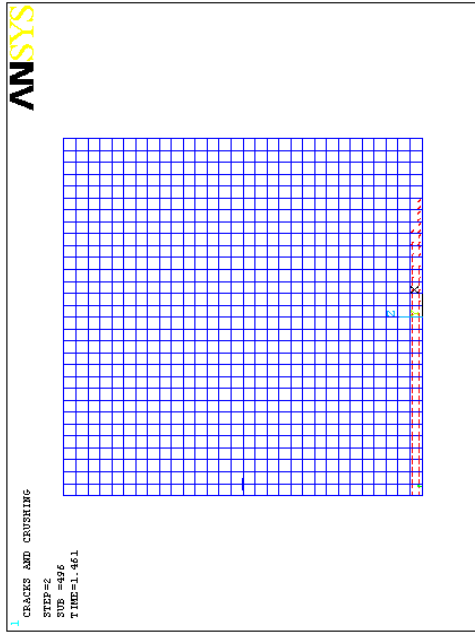 1
CRACKS AND CRUSHING
STEP=2
SUB =496
TIME=1.461
ANSYS
Z
X